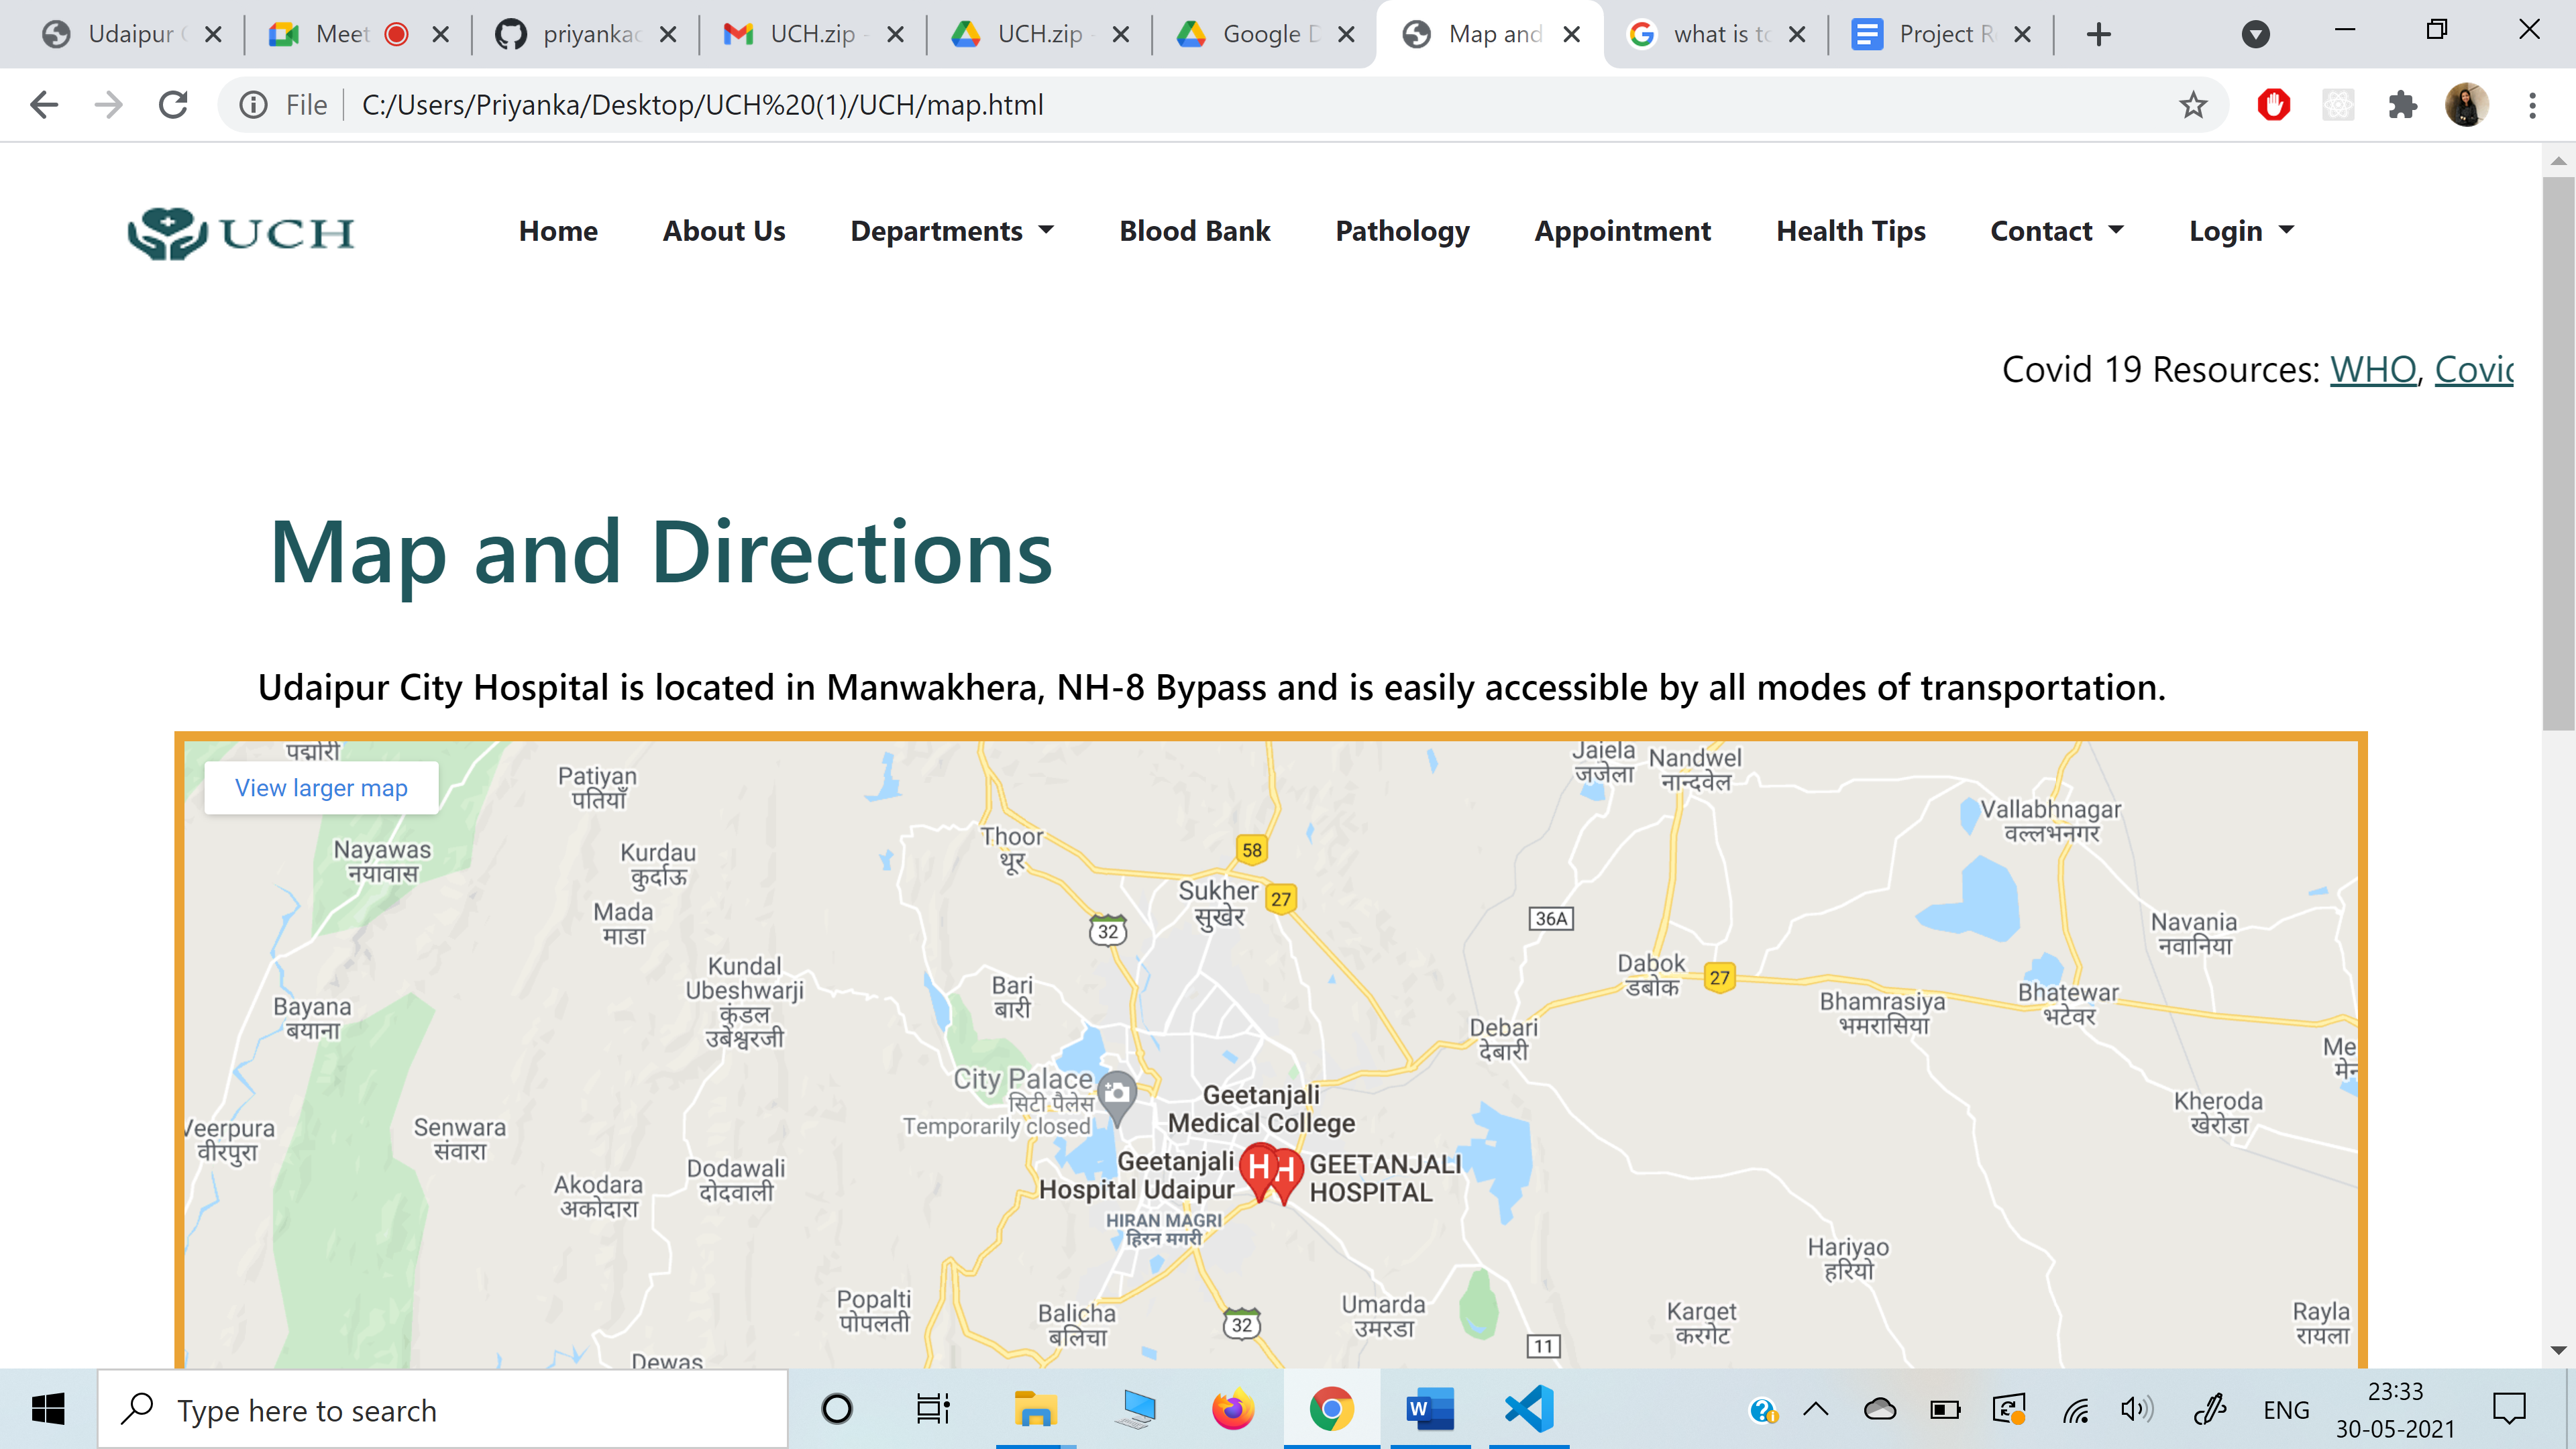 Udaipur C
Meet
priyankac
UCH.zip -
UCH.zip -
Google D
Map and
what is to
Project Re
File
C:/Users/Priyanka/Desktop/UCH%20(1)/UCH/map.html
UCH
Home
About Us
Departments
Blood Bank
Pathology
Appointment
Health Tips
Contact
Login
Covid 19 Resources: WHO, Covid
Map and Directions
Udaipur City Hospital is located in Manwakhera, NH-8 Bypass and is easily accessible by all modes of transportation.
View larger map
Patiyan
पतियाँ
Jajela
जजेला
Nandwel
नान्दवेल
Vallabhnagar
वल्लभनगर
Thoor
थूर
58
Nayawas
नयावास
Kurdau
कुर्दाऊ
Sukher
सुखेर
27
Mada
माडा
32
36A
Navania
नवानिया
Kundal
Ubeshwarji
कुंडल
उबेश्वरजी
Bari
बारी
Dabok
डबोक
27
Bhamrasiya
भमरासिया
Bhatewar
भटेवर
Bayana
बयाना
Debari
देबारी
Me
City Palace
सिटी पैलेस
Temporarily closed
Geetanjali
Medical College
Kheroda
खेरोडा
Veerpura
वीरपुरा
Senwara
संवारा
Dodawali
दोदवाली
Geetanjali
Hospital Udaipur
H
H
GEETANJALI
HOSPITAL
Akodara
अकोदारा
HIRAN MAGRI
हिरन मगरी
Hariyao
हरियो
Popalti
पोपलती
Balicha
बलिचा
32
Umarda
उमरडा
11
Karget
करगेट
Rayla
रायला
Dewas
Type here to search
W
ENG
23:33
30-05-2021